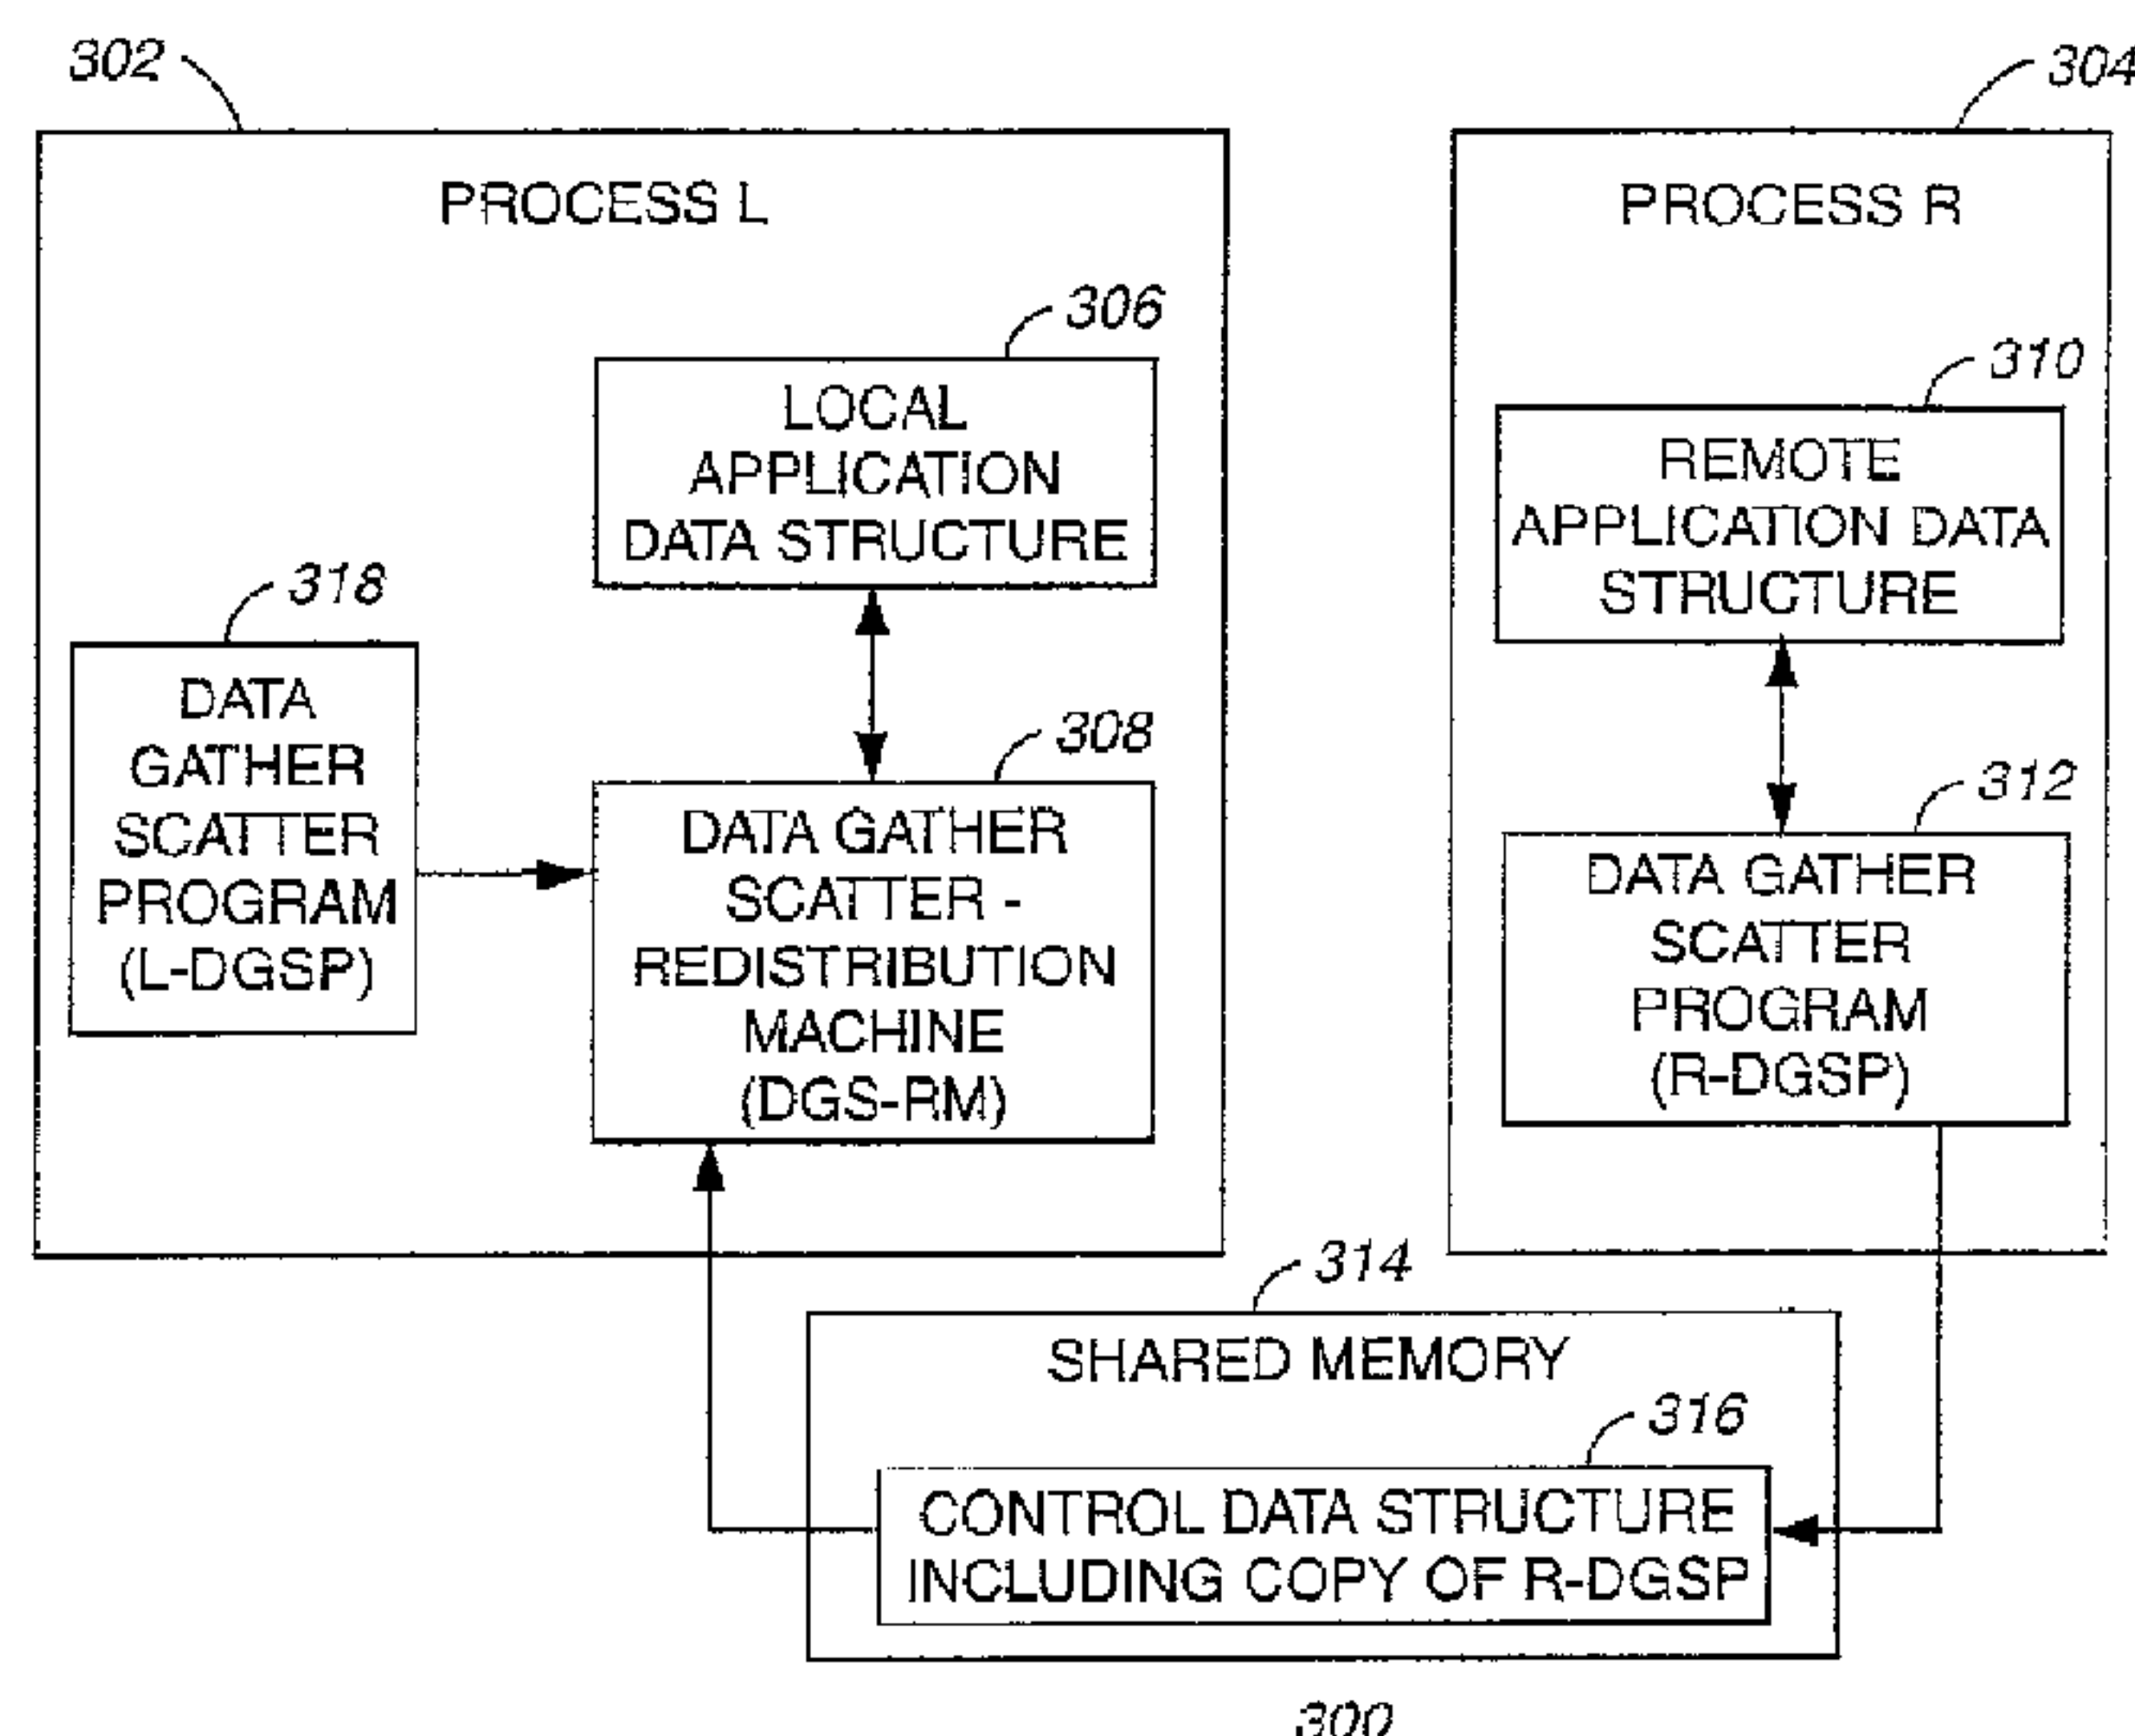 302
304
PROCESS L
PROCESS R
306
LOCAL
APPLICATION
DATA STRUCTURE
310
REMOTE
APPLICATION DATA
STRUCTURE
318
DATA
GATHER
SCATTER
PROGRAM
(L-DGSP)
308
DATA GATHER
SCATTER -
REDISTRIBUTION
MACHINE
(DGS-RM)
312
DATA GATHER
SCATTER
PROGRAM
(R-DGSP)
314
SHARED MEMORY
316
CONTROL DATA STRUCTURE
INCLUDING COPY OF R-DGSP
300